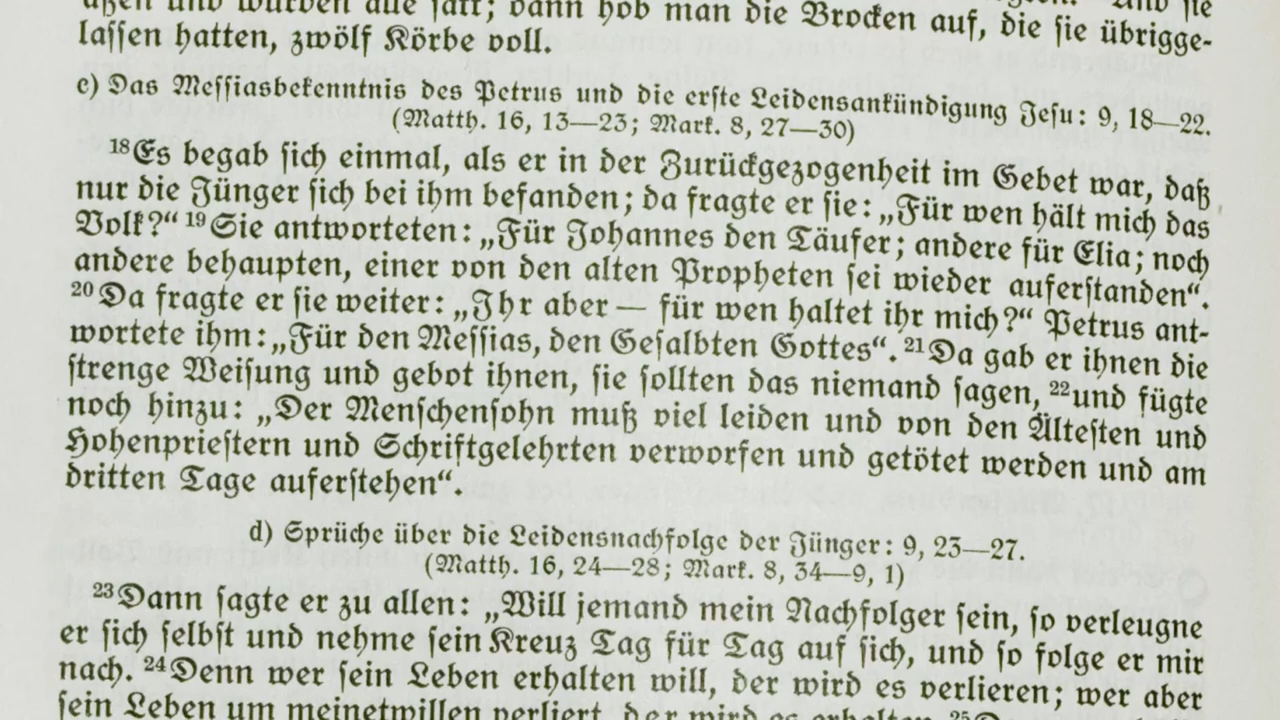 und wurden alle satt; dann hob man die Brocken auf, die sie übrigge-
lassen hatten, zwölf Körbe voll.
c) Das Messiasbekenntnis des Petrus und die erste Leidensankündigung Jesu: 9, 18—22.
(Matth. 16, 13—23; Mark. 8, 27—30)
18Es begab sich einmal, als er in der Zurückgezogenheit im Gebet war, daß
nur die Jünger sich bei ihm befanden; da fragte er sie: „Für wen hält mich das
Volk?“ 19Sie antworteten: „Für Johannes den Täufer; andere für Elia; noch
andere behaupten, einer von den alten Propheten sei wieder auferstanden“.
20Da fragte er sie weiter: „Ihr aber — für wen haltet ihr mich?“ Petrus ant-
wortete ihm: „Für den Messias, den Gesalbten Gottes“. 21Da gab er ihnen die
strenge Weisung und gebot ihnen, sie sollten das niemand sagen, 22und fügte
noch hinzu: „Der Menschensohn muß viel leiden und von den Ältesten und
Hohenpriestern und Schriftgelehrten verworfen und getötet werden und am
dritten Tage auferstehen“.
d) Sprüche über die Leidensnachfolge der Jünger: 9, 23—27.
(Matth. 16, 24—28; Mark. 8, 34—9, 1)
23Dann sagte er zu allen: „Will jemand mein Nachfolger sein, so verleugne
er sich selbst und nehme sein Kreuz Tag für Tag auf sich, und so folge er mir
nach. 24Denn wer sein Leben erhalten will, der wird es verlieren; wer aber
sein Leben um meinetwillen verliert, der wird es erhalten. 25